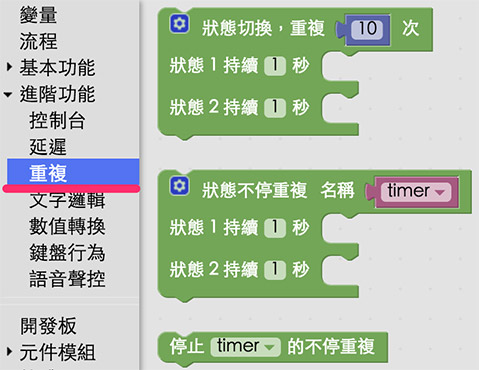 變量
流程
基本功能
進階功能
控制台
延遲
重複
文字邏輯
數值轉換
鍵盤行為
語音聲控
開發板
元件模組
狀態切換，重複 10 次
狀態 1 持續 1 秒
狀態 2 持續 1 秒
狀態不停重複 名稱 timer
狀態 1 持續 1 秒
狀態 2 持續 1 秒
停止 timer 的不停重複